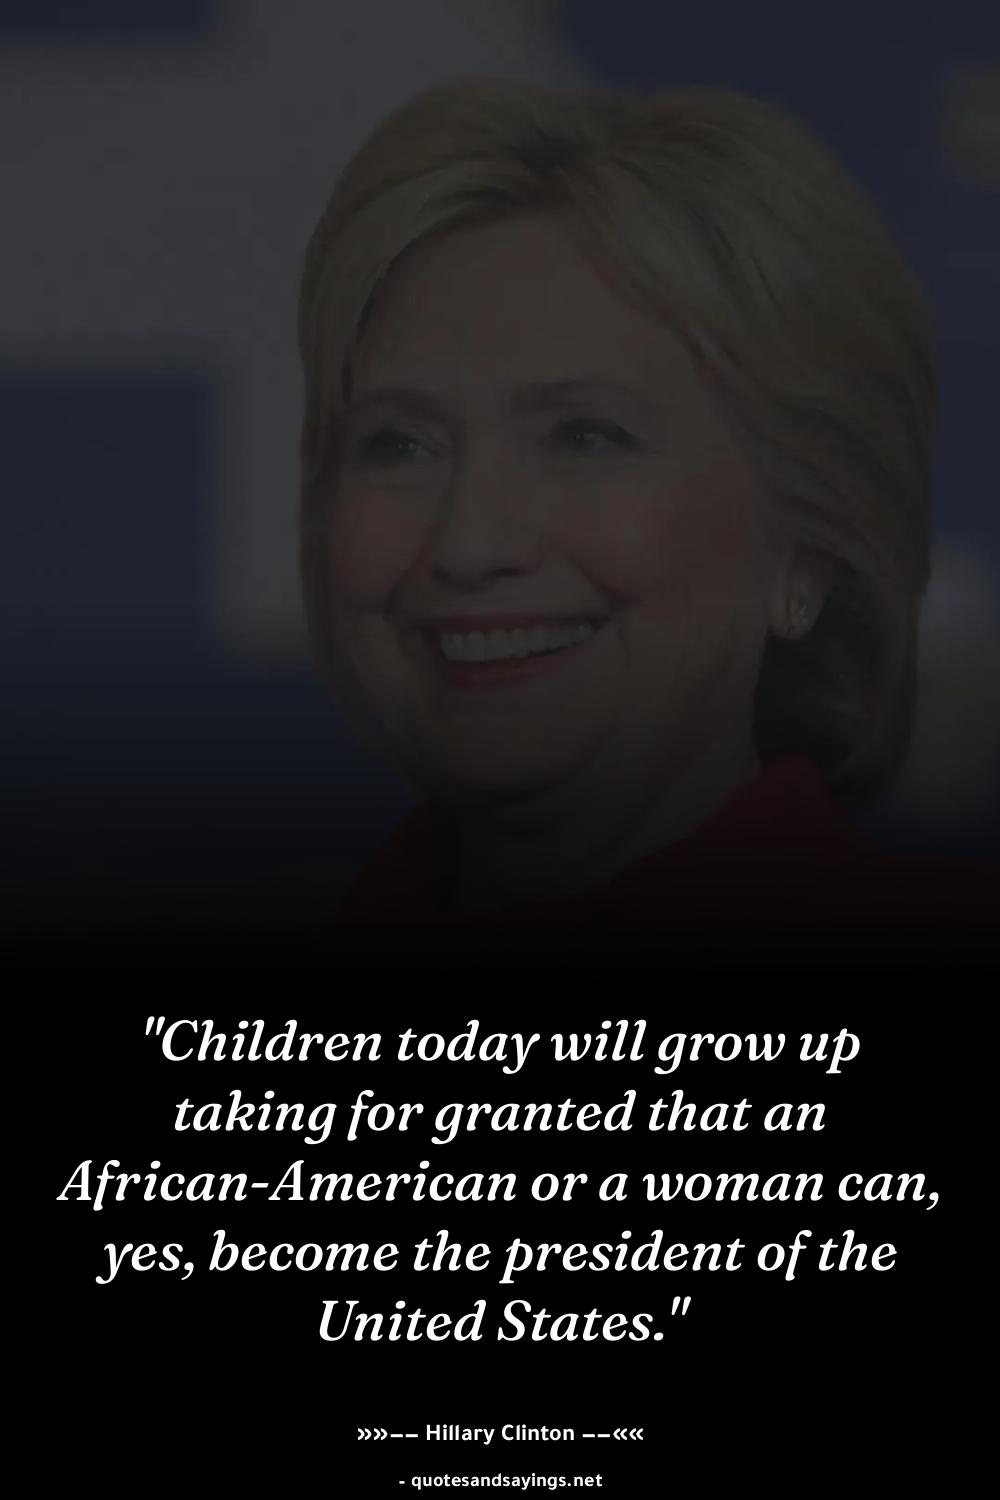 "Children today will grow up
taking for granted that an
African-American or a woman can,
yes, become the president of the
United States."
»»−− Hillary Clinton −−««
- quotesandsayings.net